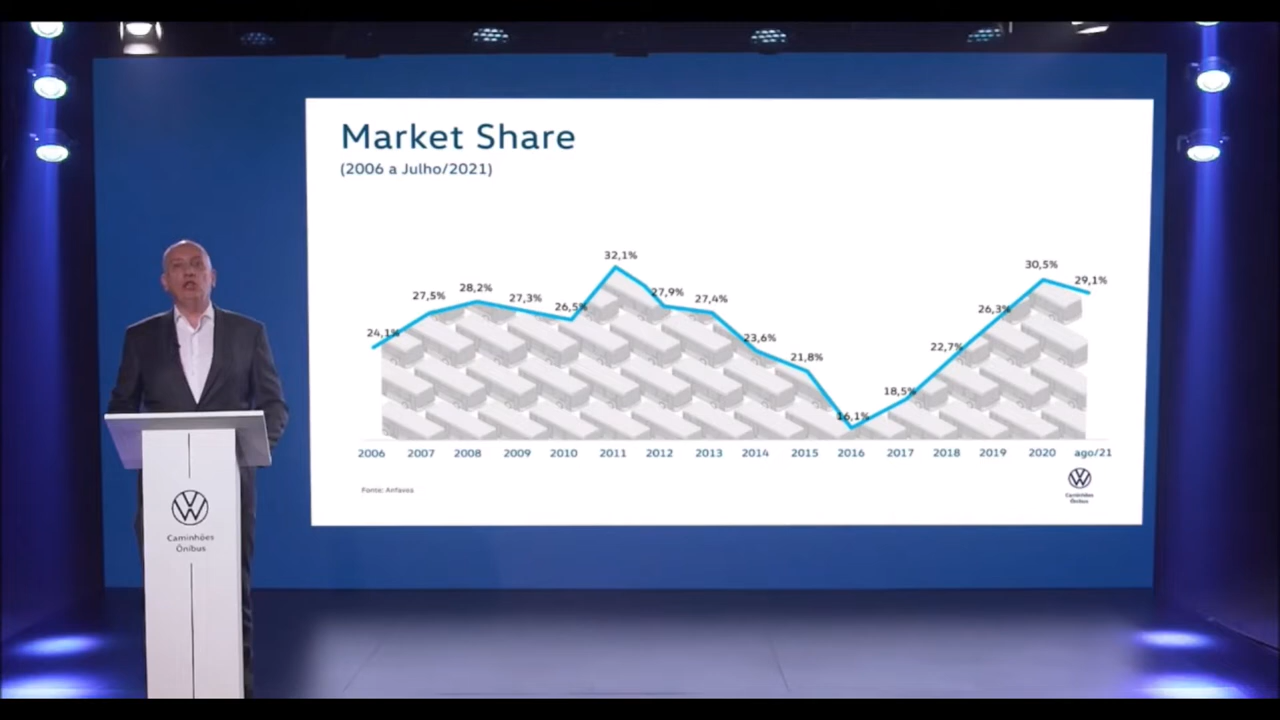 Market Share
(2006 a Julho/2021)
24,1%
27,5%
28,2%
27,3%
26,5%
32,1%
27,9%
27,4%
23,6%
21,8%
16,1%
18,5%
22,7%
26,3%
30,5%
29,1%
2006 2007 2008 2009 2010 2011 2012 2013 2014 2015 2016 2017 2018 2019 2020 ago/21
Fonte: Anfavea
Caminhões
Ônibus
Caminhões
Ônibus